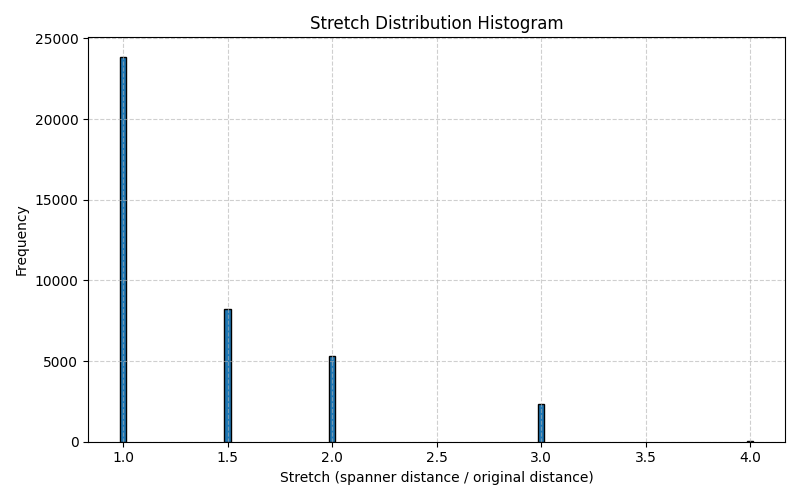 Stretch Distribution Histogram
25000
20000
15000
10000
5000
0
Frequency
1.0 1.5 2.0 2.5 3.0 3.5 4.0
Stretch (spanner distance / original distance)